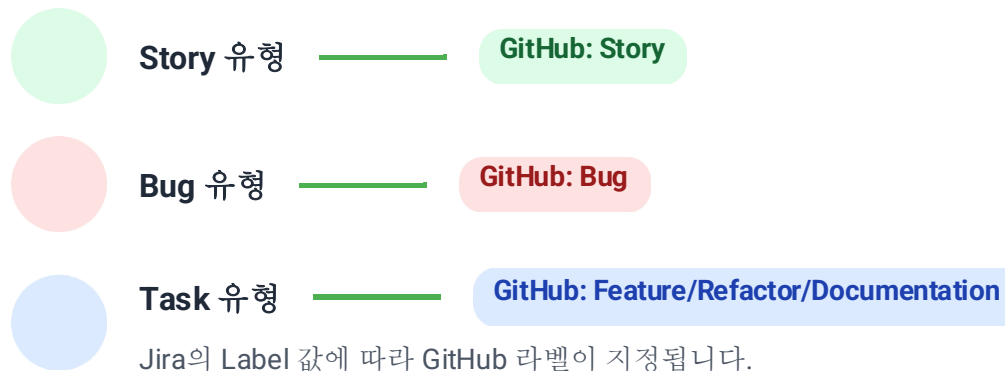 Story 유형
GitHub: Story
Bug 유형
GitHub: Bug
Task 유형
GitHub: Feature/Refactor/Documentation
Jira의 Label 값에 따라 GitHub 라벨이 지정됩니다.